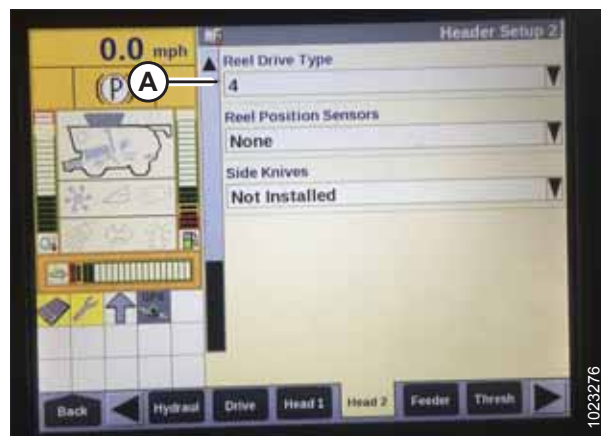 0.0 mph
Header Setup 2
(P)
A
Reel Drive Type
4
Reel Position Sensors
None
Side Knives
Not Installed
GPS
Back
Hydraul
Drive
Head 1
Head 2
Feeder
Thresh
1023276